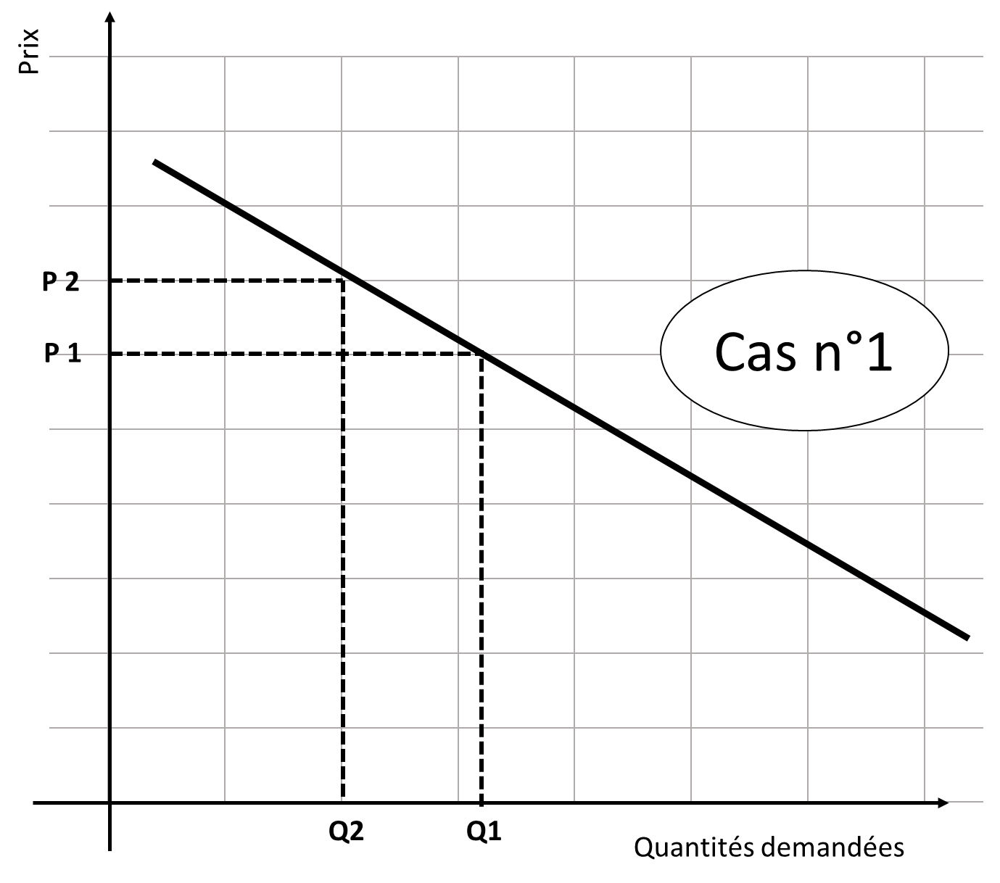 Prix
P 2
P 1
Cas n°1
Q2
Q1
Quantités demandées